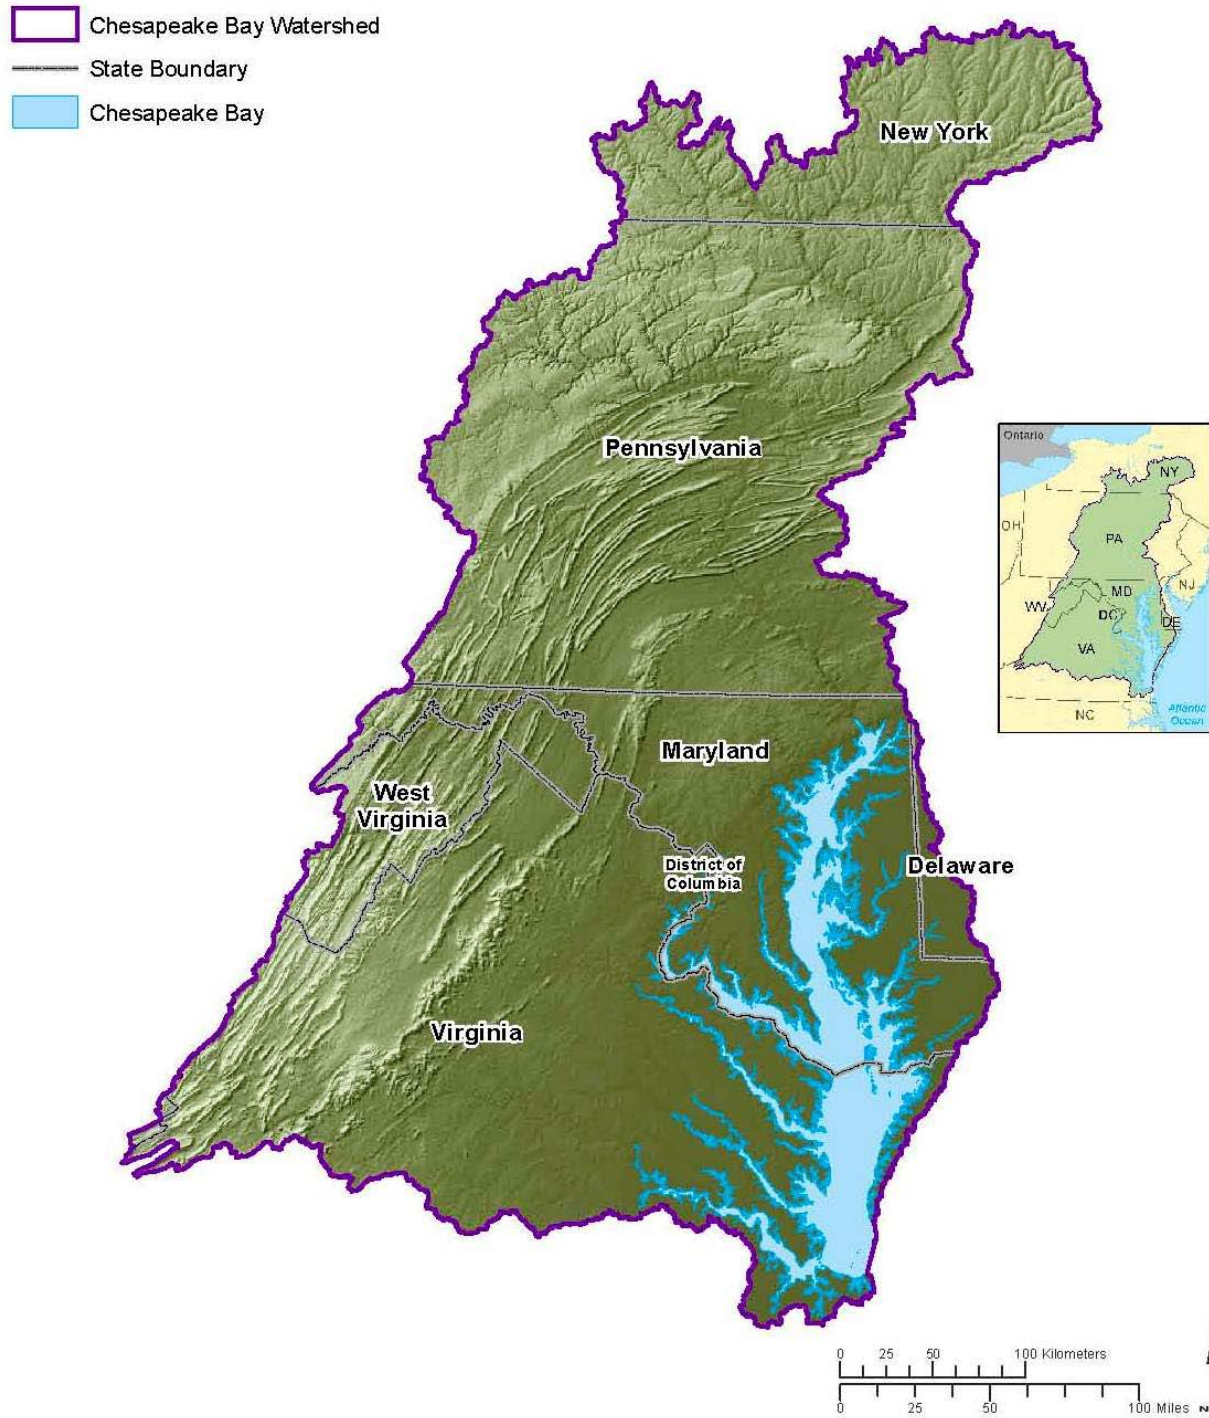 Chesapeake Bay Watershed
State Boundary
Chesapeake Bay
New York
Pennsylvania
Maryland
West
Virginia
District of
Columbia
Delaware
Virginia
Ontario
NY
OH
PA
NJ
MD
WV
DC
DE
VA
NC
Atlantic
Ocean
0 25 50 100 Kilometers
0 25 50 100 Miles
N